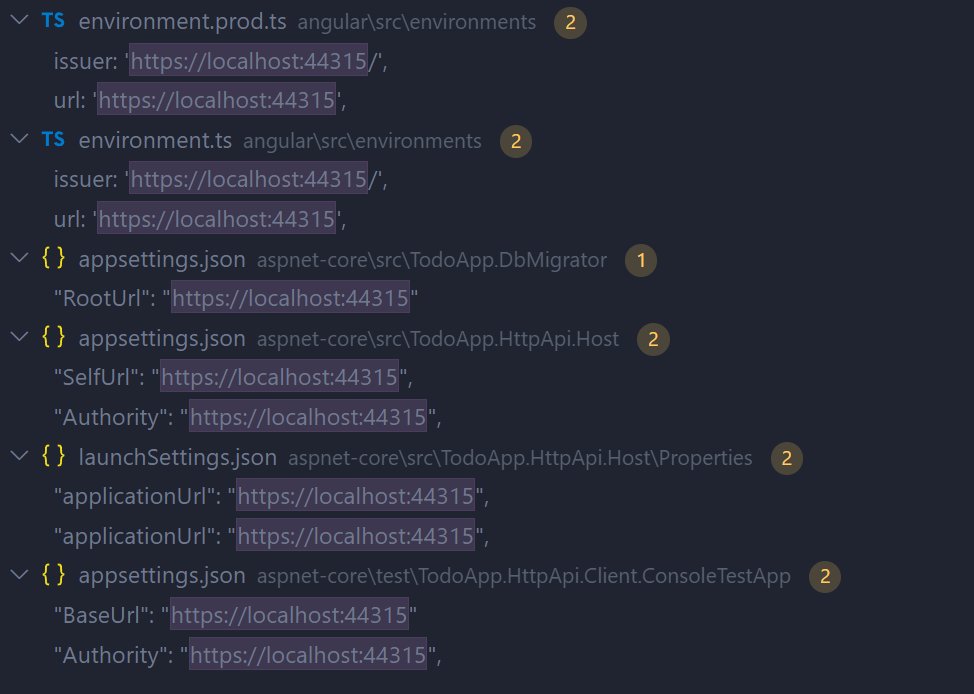 TS environment.prod.ts angular\src\environments 2
issuer: 'https://localhost:44315/',
url: 'https://localhost:44315',
TS environment.ts angular\src\environments 2
issuer: 'https://localhost:44315/',
url: 'https://localhost:44315',
{ } appsettings.json aspnet-core\src\TodoApp.DbMigrator 1
"RootUrl": "https://localhost:44315"
{ } appsettings.json aspnet-core\src\TodoApp.HttpApi.Host 2
"SelfUrl": "https://localhost:44315",
"Authority": "https://localhost:44315",
{ } launchSettings.json aspnet-core\src\TodoApp.HttpApi.Host\Properties 2
"applicationUrl": "https://localhost:44315",
"applicationUrl": "https://localhost:44315",
{ } appsettings.json aspnet-core\test\TodoApp.HttpApi.Client.ConsoleTestApp 2
"BaseUrl": "https://localhost:44315"
"Authority": "https://localhost:44315",